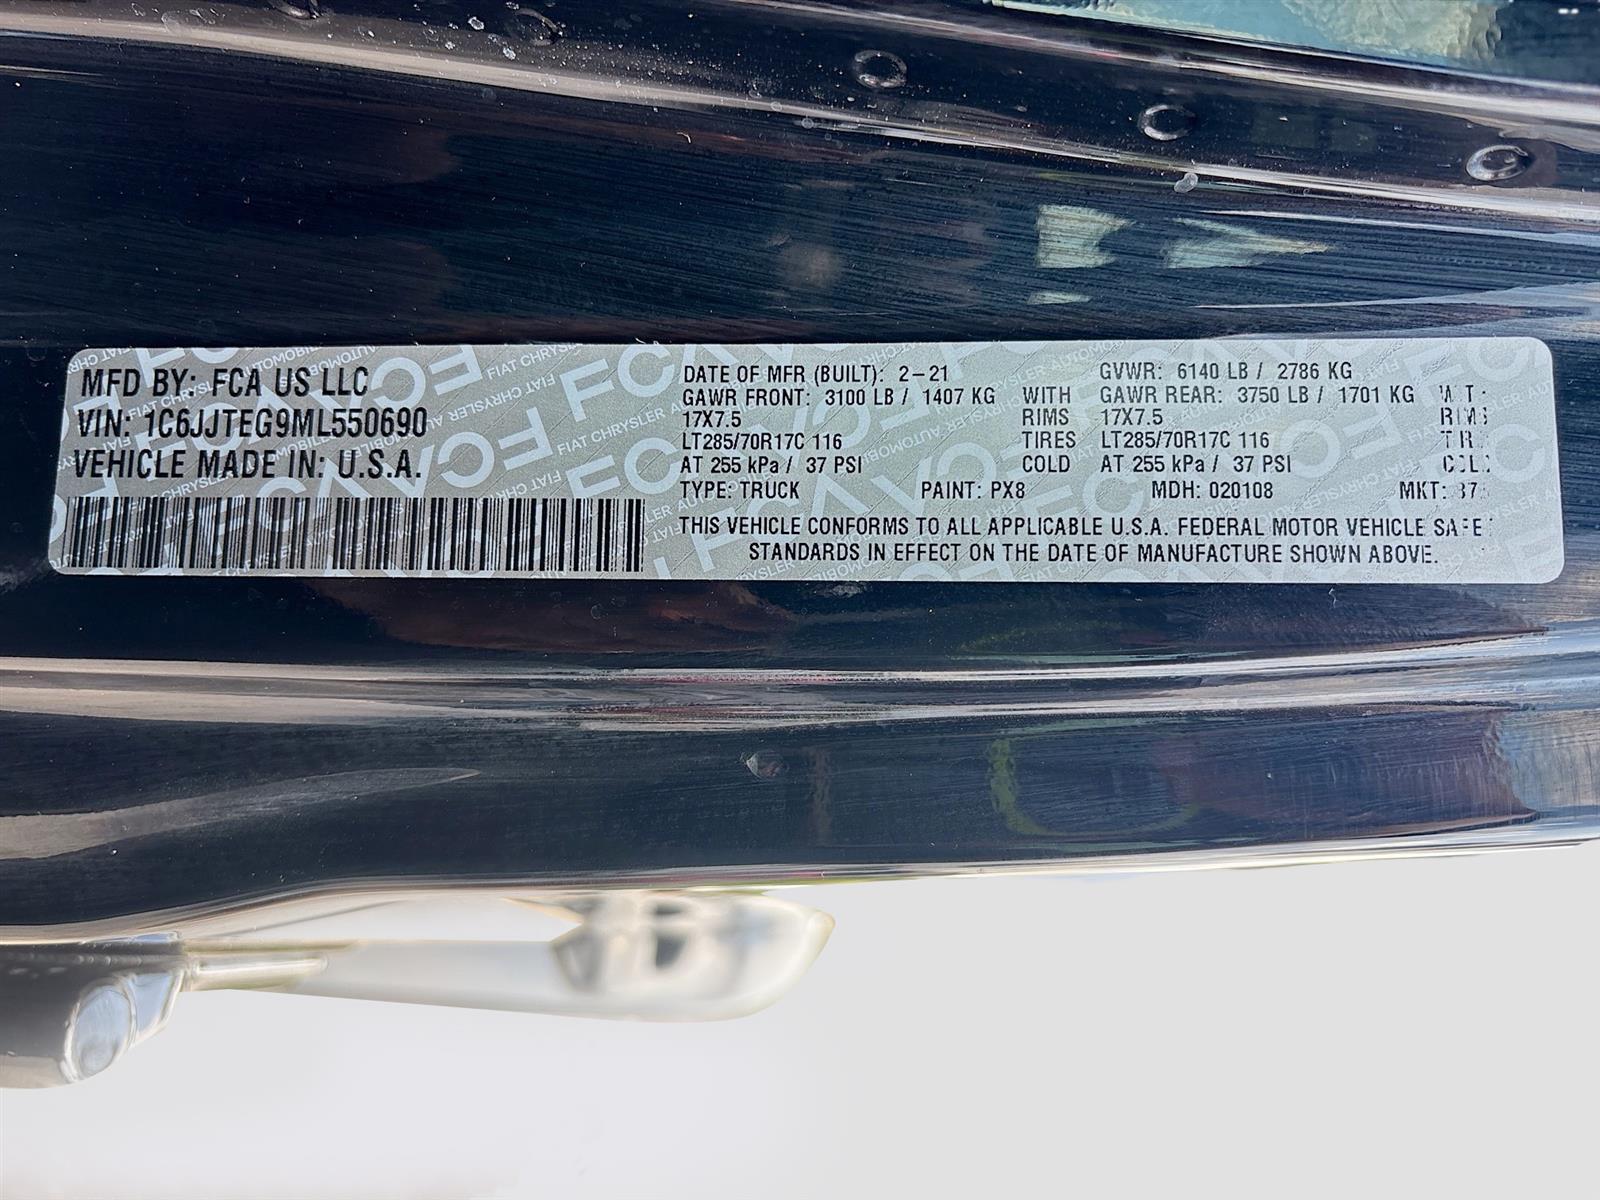 MFD BY: FCA US LLC
VIN: 1C6JJTEG9ML550690
VEHICLE MADE IN: U.S.A.
DATE OF MFR (BUILT): 2-21 GVWR: 6140 LB / 2786 KG
GAWR FRONT: 3100 LB / 1407 KG WITH GAWR REAR: 3750 LB / 1701 KG
17X7.5 RIMS 17X7.5 RIMS
LT285/70R17C 116 TIRES LT285/70R17C 116
AT 255 kPa / 37 PSI COLD AT 255 kPa / 37 PSI
TYPE: TRUCK PAINT: PX8 MDH: 020108 MKT:
THIS VEHICLE CONFORMS TO ALL APPLICABLE U.S.A. FEDERAL MOTOR VEHICLE
STANDARDS IN EFFECT ON THE DATE OF MANUFACTURE SHOWN ABOVE.